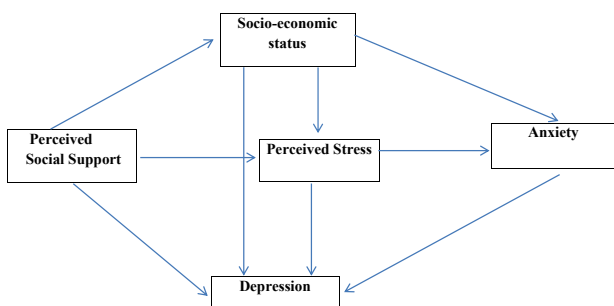 Socio-economic
status
Perceived
Social Support
Perceived Stress
Anxiety
Depression